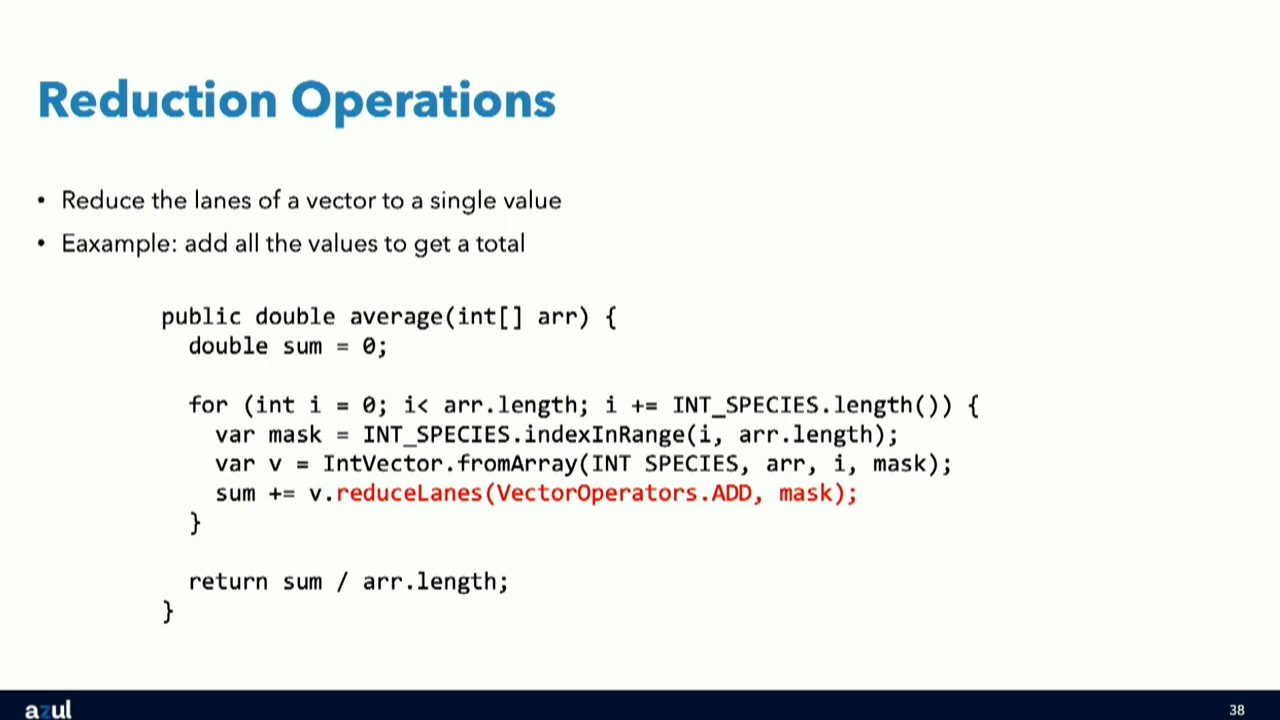 Reduction Operations
• Reduce the lanes of a vector to a single value
• Eaxample: add all the values to get a total
public double average(int[] arr) {
  double sum = 0;
  for (int i = 0; i< arr.length; i += INT_SPECIES.length()) {
    var mask = INT_SPECIES.indexInRange(i, arr.length);
    var v = IntVector.fromArray(INT SPECIES, arr, i, mask);
    sum += v.reduceLanes(VectorOperators.ADD, mask);
  }
  return sum / arr.length;
}
azul
38